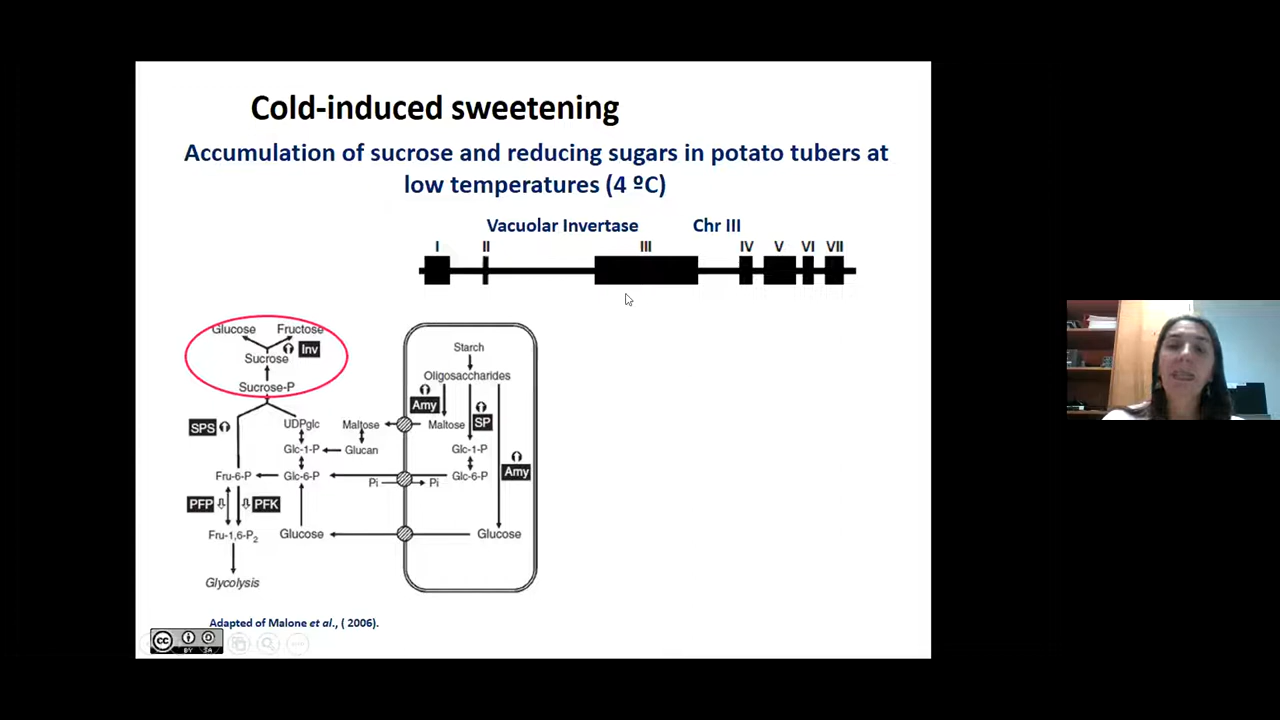 Cold-induced sweetening
Accumulation of sucrose and reducing sugars in potato tubers at
low temperatures (4 ºC)
Vacuolar Invertase Chr III
I II III IV V VI VII
Glucose Fructose
Sucrose Inv
Sucrose-P
SPS
UDPglc
Glc-1-P
Fru-6-P
Glc-6-P
PFP PFK
Fru-1,6-P2
Glucose
Glycolysis
Maltose
Glucan
Pi
Starch
Oligosaccharides
Amy
Maltose
SP
Glc-1-P
Amy
Glc-6-P
Pi
Glucose
Adapted of Malone et al., ( 2006).
CC
BY SA